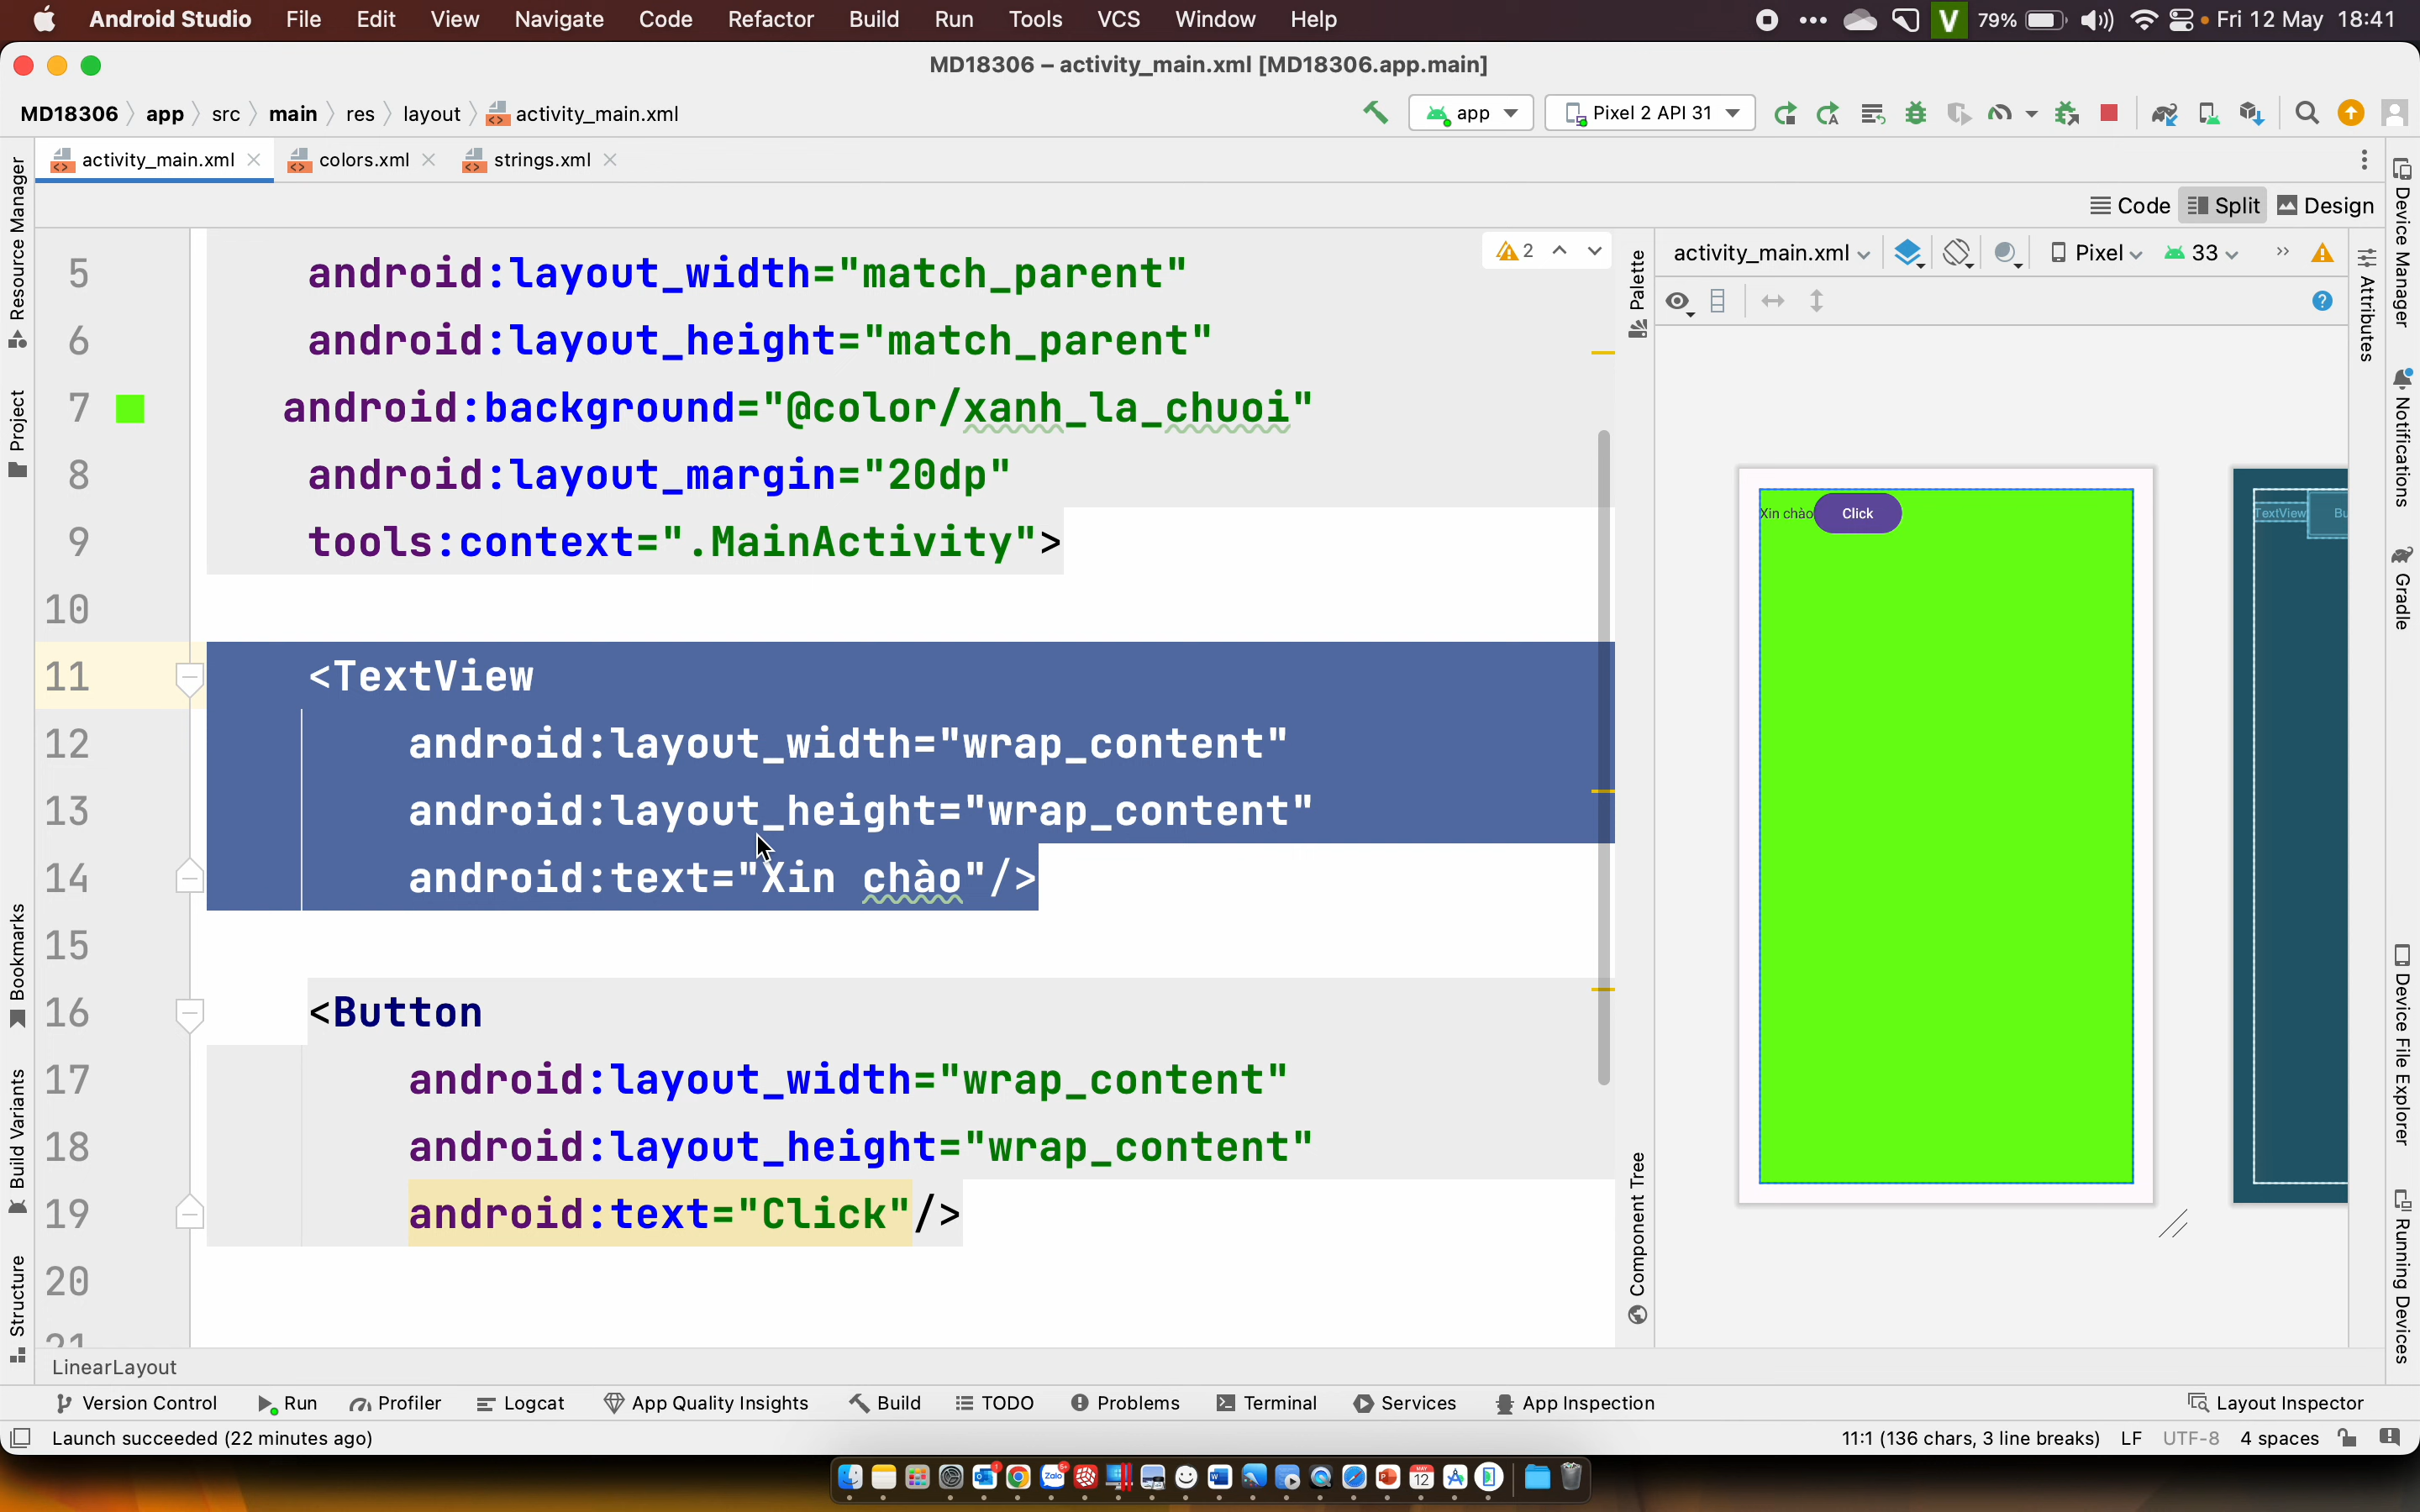 Android Studio File Edit View Navigate Code Refactor Build Run Tools VCS Window Help V 79% Fri 12 May 18:41
MD18306 – activity_main.xml [MD18306.app.main]
MD18306 app src main res layout activity_main.xml app Pixel 2 API 31
activity_main.xml colors.xml strings.xml
Code Split Design
2
activity_main.xml Pixel 33
5 android:layout_width="match_parent"
6 android:layout_height="match_parent"
7 android:background="@color/xanh_la_chuoi"
8 android:layout_margin="20dp"
9 tools:context=".MainActivity">
10
11 <TextView
12 android:layout_width="wrap_content"
13 android:layout_height="wrap_content"
14 android:text="Xin chào"/>
15
16 <Button
17 android:layout_width="wrap_content"
18 android:layout_height="wrap_content"
19 android:text="Click"/>
20
21
Xin chào Click
TextView Bu
Resource Manager
Project
Bookmarks
Build Variants
Structure
Palette
Component Tree
Attributes
Device Manager
Notifications
Gradle
Device File Explorer
Running Devices
LinearLayout
Version Control Run Profiler Logcat App Quality Insights Build TODO Problems Terminal Services App Inspection Layout Inspector
Launch succeeded (22 minutes ago) 11:1 (136 chars, 3 line breaks) LF UTF-8 4 spaces
Zalo
12